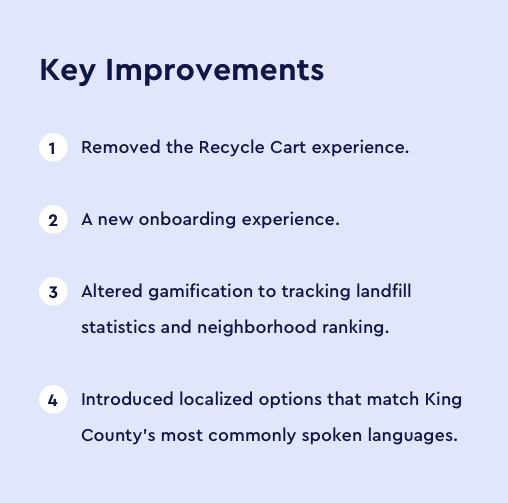 Key Improvements
1 Removed the Recycle Cart experience.
2 A new onboarding experience.
3 Altered gamification to tracking landfill
statistics and neighborhood ranking.
4 Introduced localized options that match King
County's most commonly spoken languages.